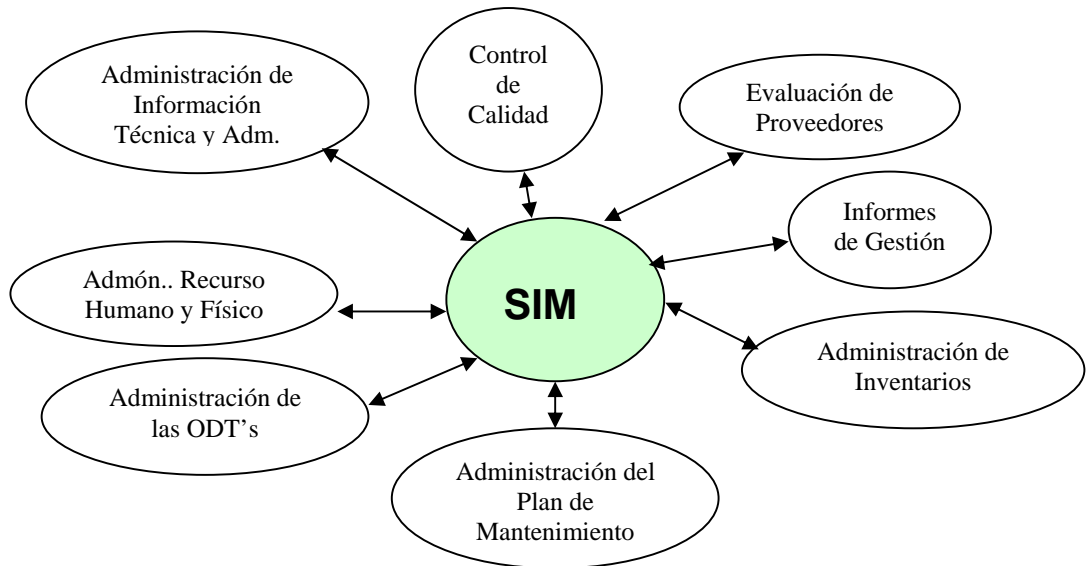 Control
de
Calidad
Administración de
Información
Técnica y Adm.
Evaluación de
Proveedores
Informes
de Gestión
Admón.. Recurso
Humano y Físico
SIM
Administración de
Inventarios
Administración de
las ODT’s
Administración del
Plan de
Mantenimiento